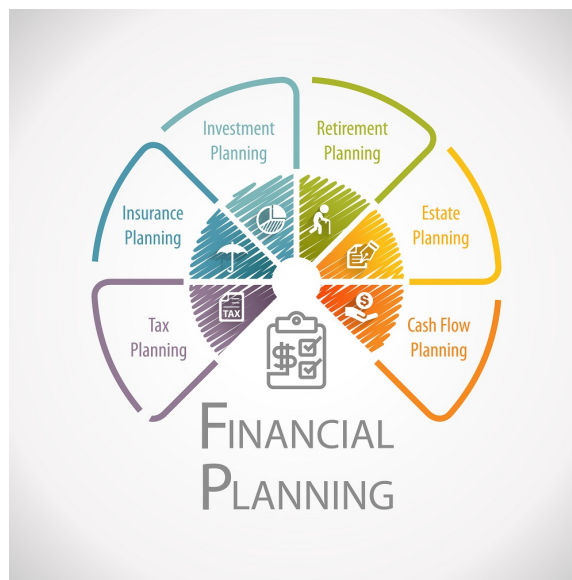 Investment
Planning
Retirement
Planning
Insurance
Planning
Estate
Planning
Tax
Planning
TAX
Cash Flow
Planning
$
$
FINANCIAL
PLANNING